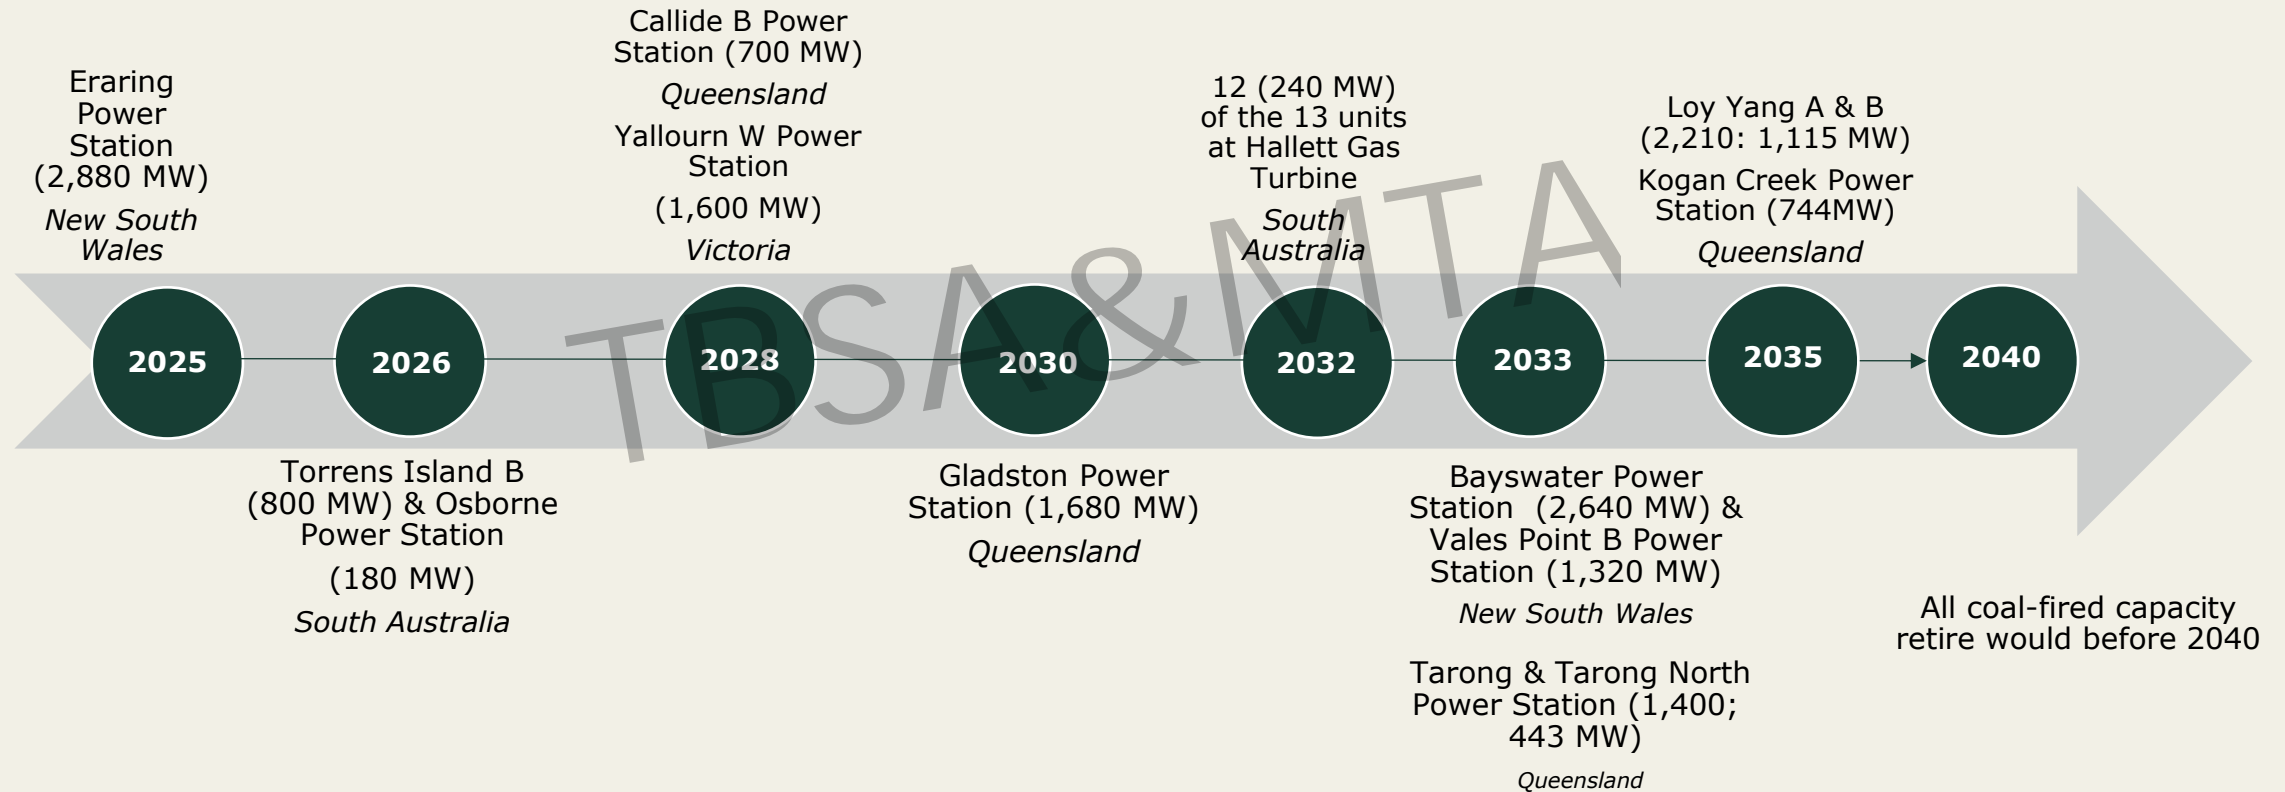 Eraring
Power
Station
(2,880 MW)
New South
Wales
Callide B Power
Station (700 MW)
Queensland
Yallourn W Power
Station
(1,600 MW)
Victoria
12 (240 MW)
of the 13 units
at Hallett Gas
Turbine
South
Australia
Loy Yang A & B
(2,210: 1,115 MW)
Kogan Creek Power
Station (744MW)
Queensland
2025
2026
2028
2030
2032
2033
2035
2040
TBSA&MTA
Torrens Island B
(800 MW) & Osborne
Power Station
(180 MW)
South Australia
Gladston Power
Station (1,680 MW)
Queensland
Bayswater Power
Station (2,640 MW) &
Vales Point B Power
Station (1,320 MW)
New South Wales
Tarong & Tarong North
Power Station (1,400;
443 MW)
Queensland
All coal-fired capacity
retire would before 2040